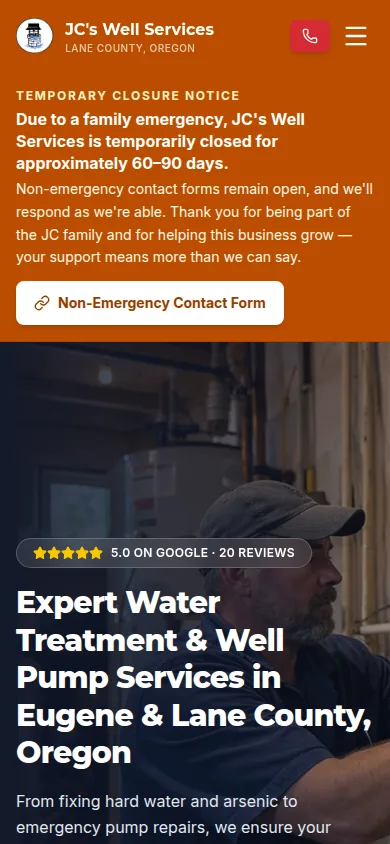 JC's Well Services
LANE COUNTY, OREGON
TEMPORARY CLOSURE NOTICE
Due to a family emergency, JC's Well
Services is temporarily closed for
approximately 60–90 days.
Non-emergency contact forms remain open, and we'll
respond as we're able. Thank you for being part of
the JC family and for helping this business grow —
your support means more than we can say.
Non-Emergency Contact Form
5.0 ON GOOGLE · 20 REVIEWS
Expert Water
Treatment & Well
Pump Services in
Eugene & Lane County,
Oregon
From fixing hard water and arsenic to
emergency pump repairs, we ensure your